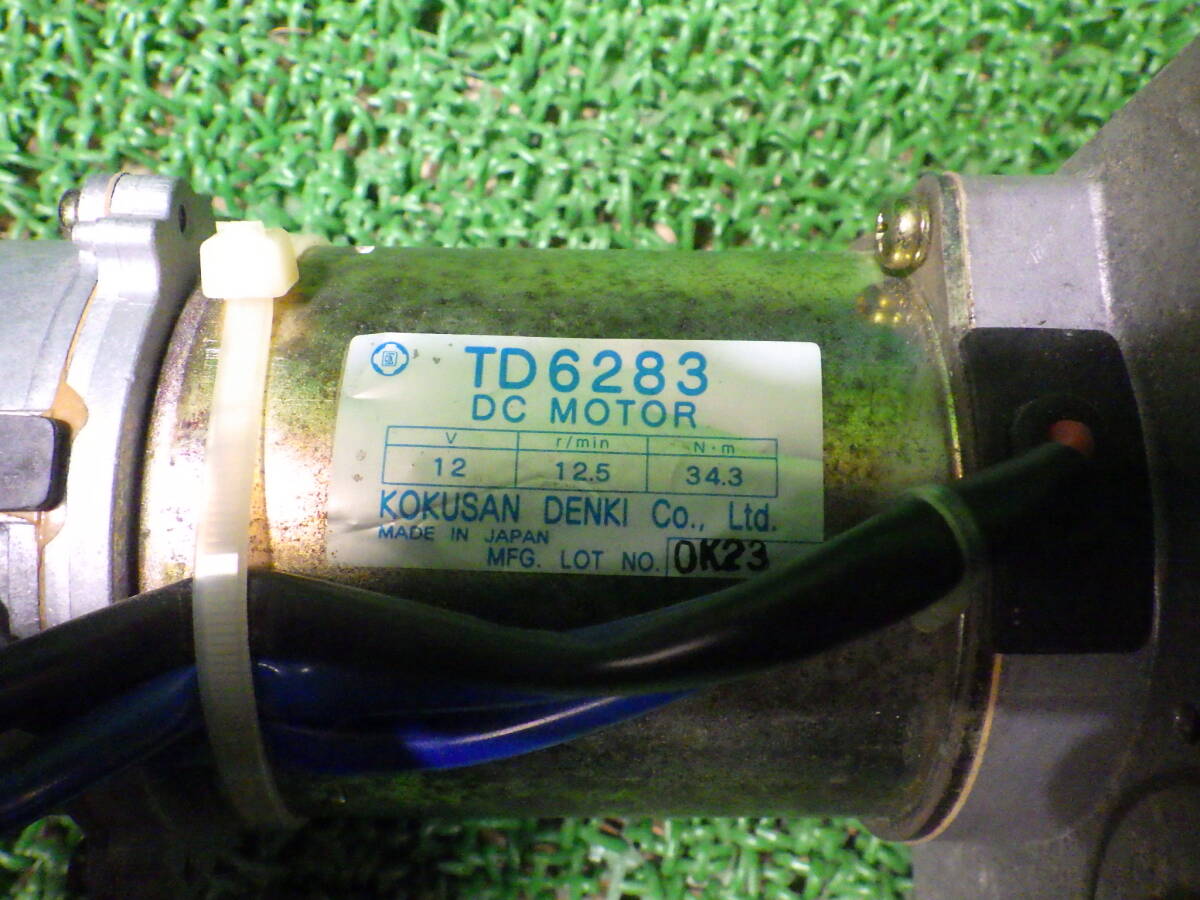 TD6283
DC MOTOR
V r/min N·m
12 12.5 34.3
KOKUSAN DENKI Co., Ltd.
MADE IN JAPAN
MFG. LOT NO. 0K23